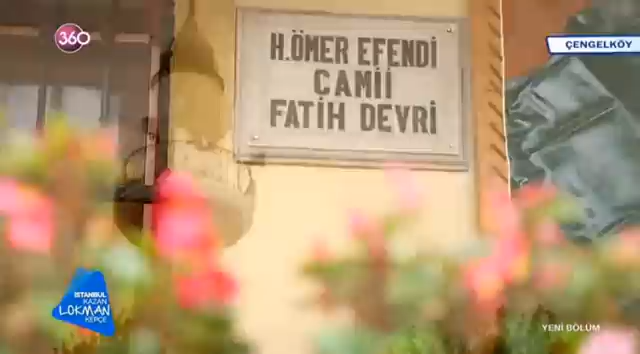 360
ÇENGELKÖY
H.ÖMER EFENDİ
CAMİİ
FATİH DEVRİ
İSTANBUL
KAZAN
LOKMAN
KEPÇE
YENİ BÖLÜM